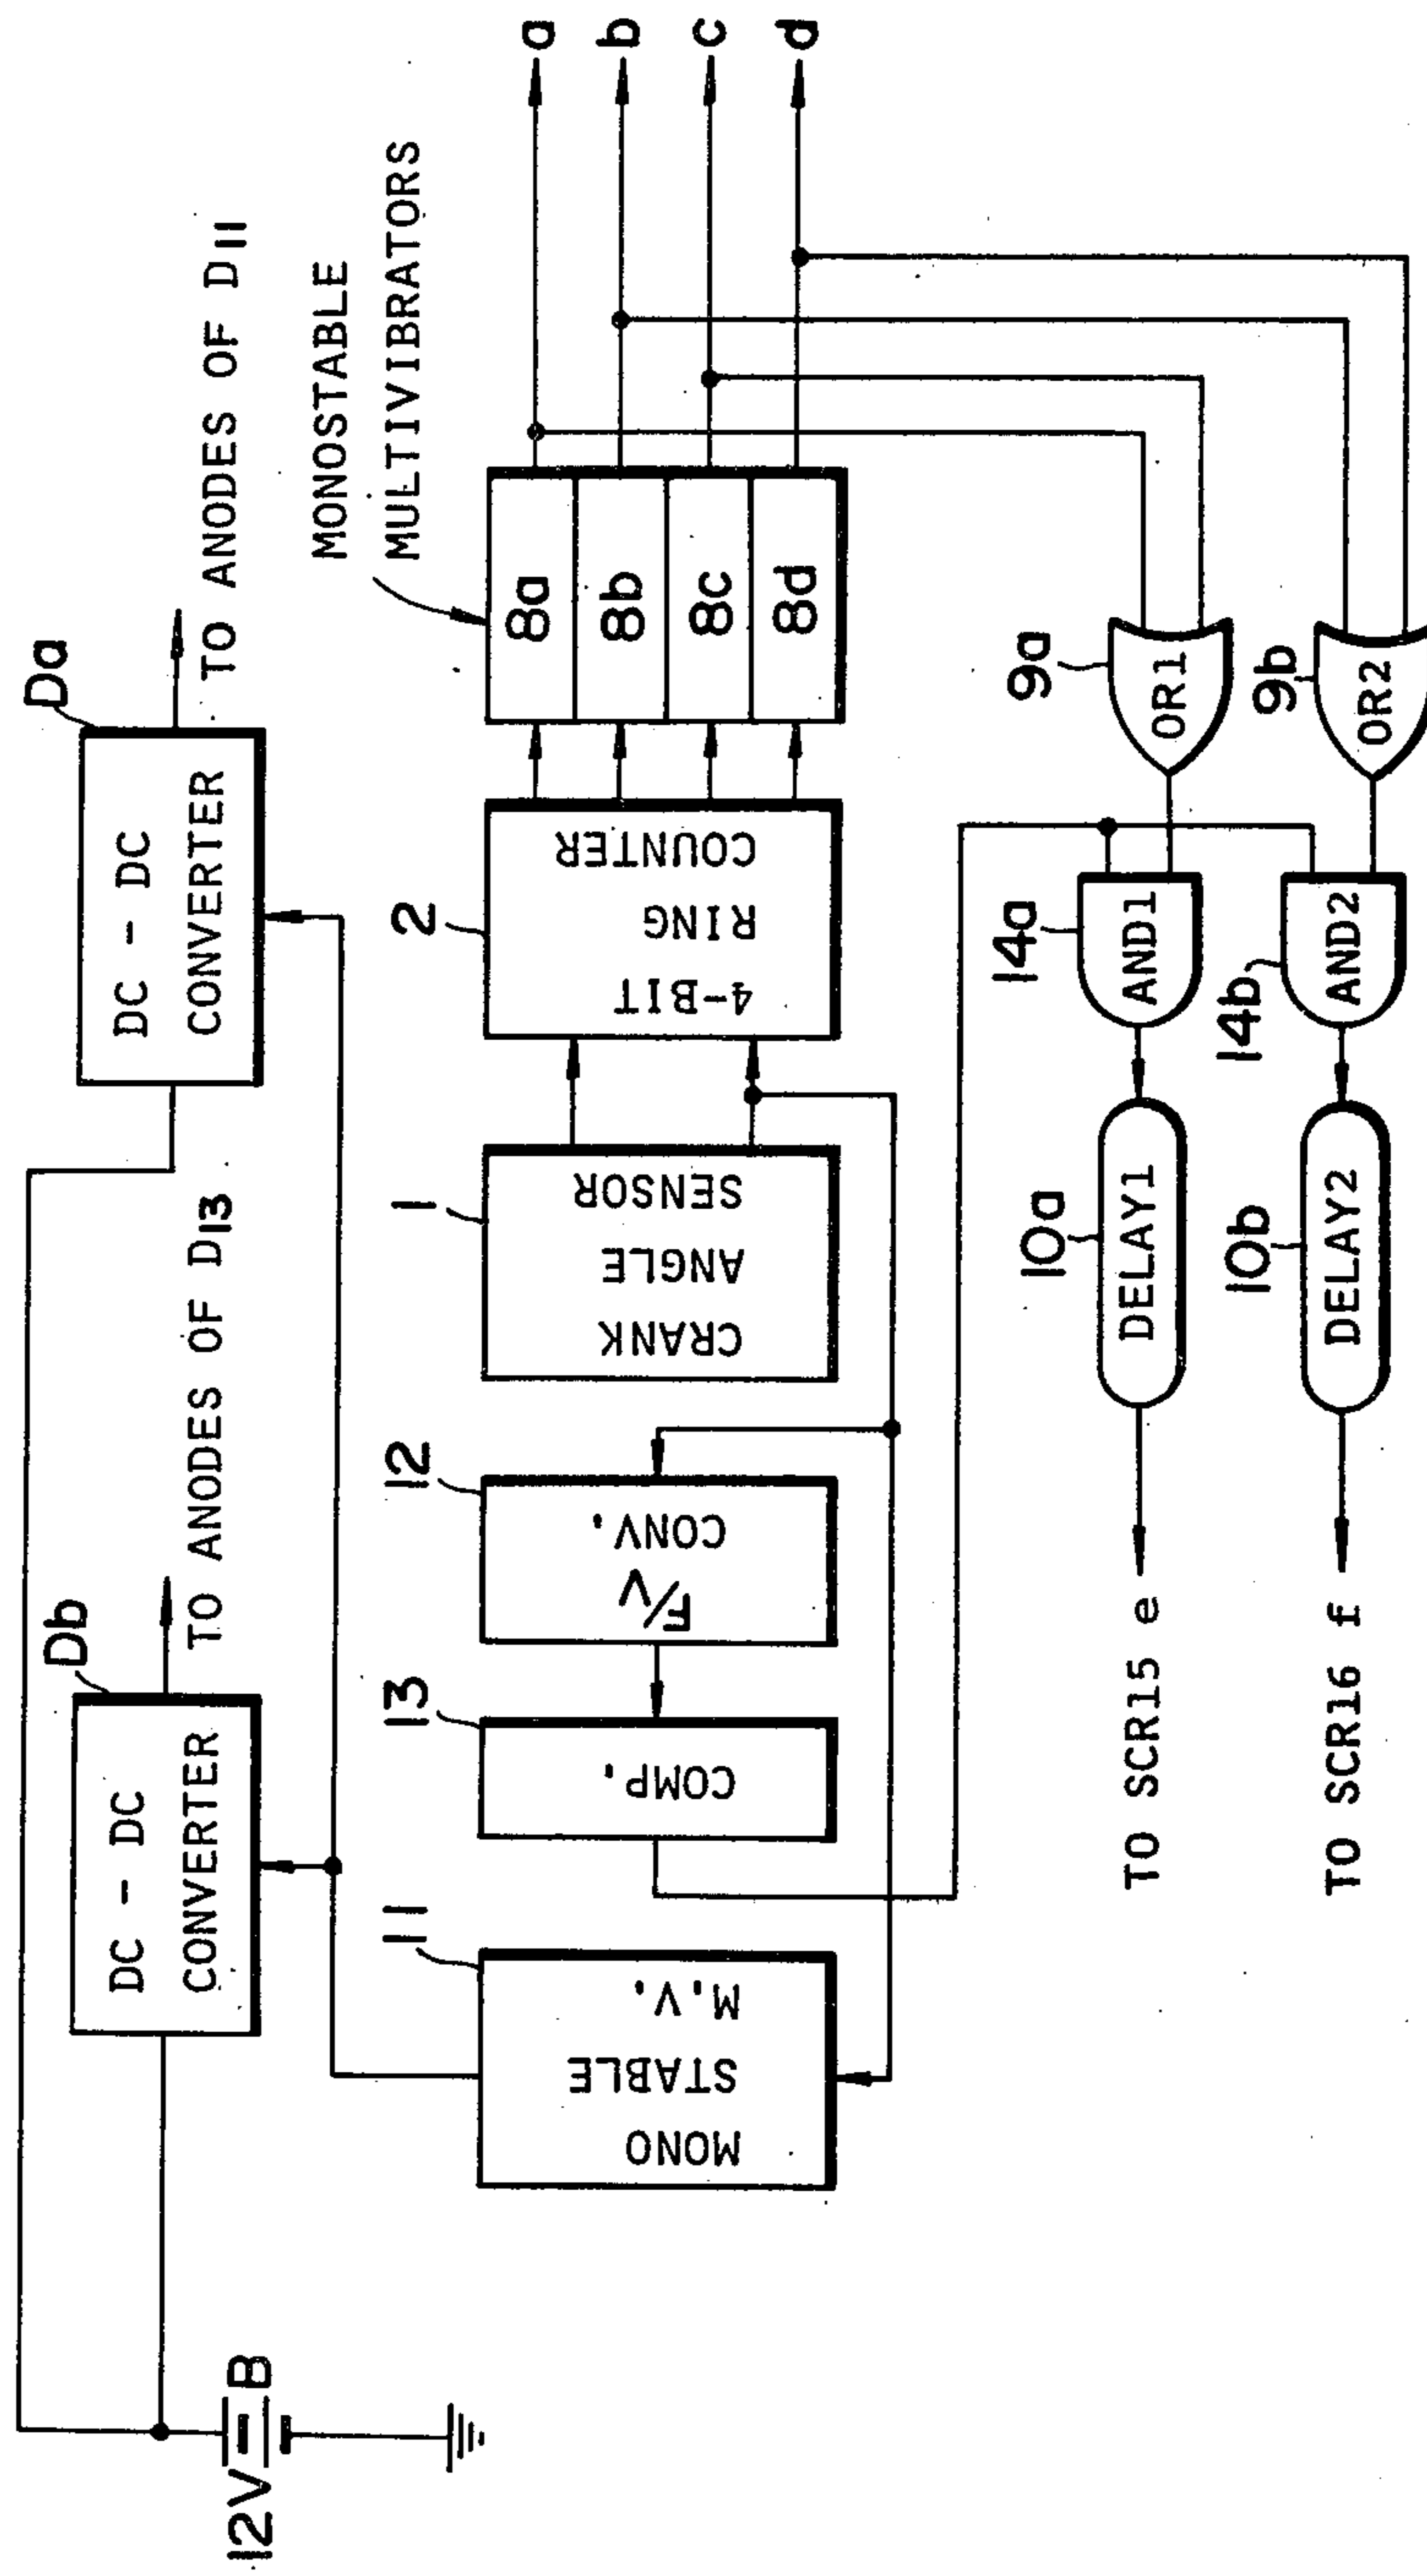 12V
B
Db
DC - DC
CONVERTER
TO ANODES OF D13
Da
DC - DC
CONVERTER
TO ANODES OF D11
11
MONO
STABLE
M.V.
13
COMP.
12
F/V
CONV.
1
CRANK
ANGLE
SENSOR
2
4-BIT
RING
COUNTER
MONOSTABLE
MULTIVIBRATORS
8a
8b
8c
8d
a
b
c
d
9a
OR1
9b
OR2
14a
AND1
14b
AND2
10a
DELAY1
10b
DELAY2
TO SCR15 e
TO SCR16 f